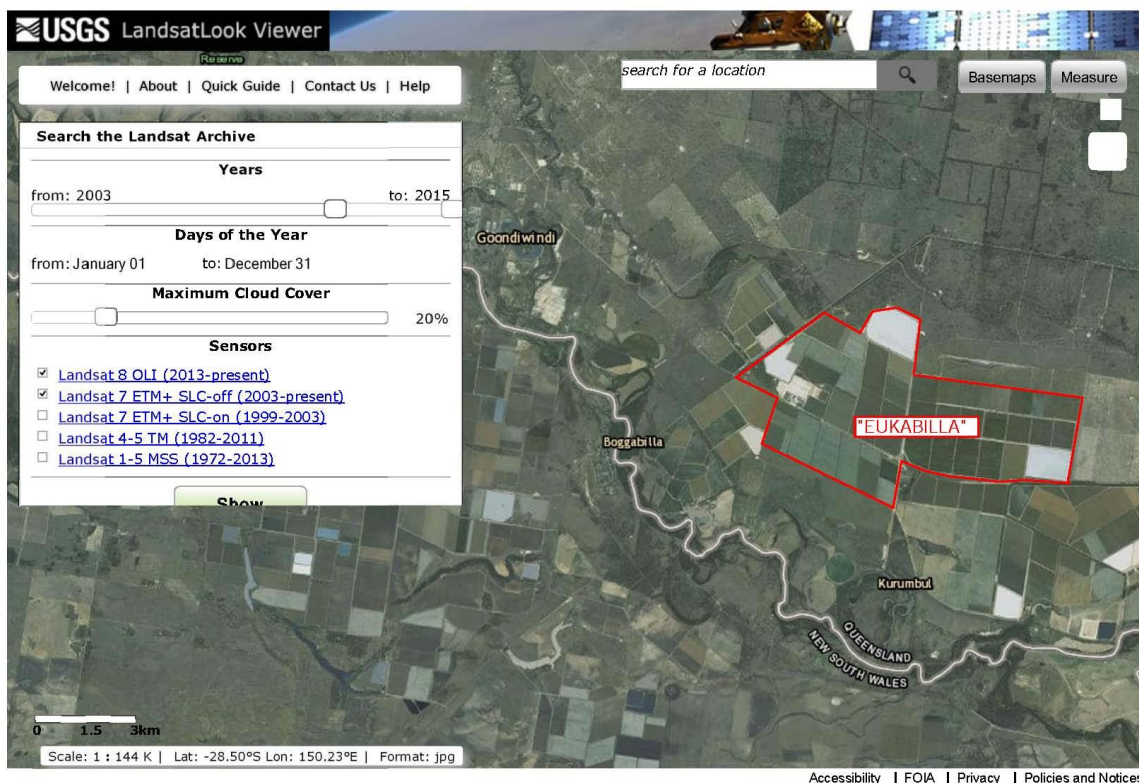 USGS LandsatLook Viewer
Reserve
Welcome! | About | Quick Guide | Contact Us | Help
search for a location
Basemaps
Measure
Search the Landsat Archive
Years
from: 2003 to: 2015
Days of the Year
from: January 01 to: December 31
Maximum Cloud Cover
20%
Sensors
Landsat 8 OLI (2013-present)
Landsat 7 ETM+ SLC-off (2003-present)
Landsat 7 ETM+ SLC-on (1999-2003)
Landsat 4-5 TM (1982-2011)
Landsat 1-5 MSS (1972-2013)
Show
Goondiwindi
"EUKABILLA"
Boggabilla
Kurumbul
QUEENSLAND
NEW SOUTH WALES
0 1.5 3km
Scale: 1 : 144 K | Lat: -28.50°S Lon: 150.23°E | Format: jpg
Accessibility | FOIA | Privacy | Policies and Notices